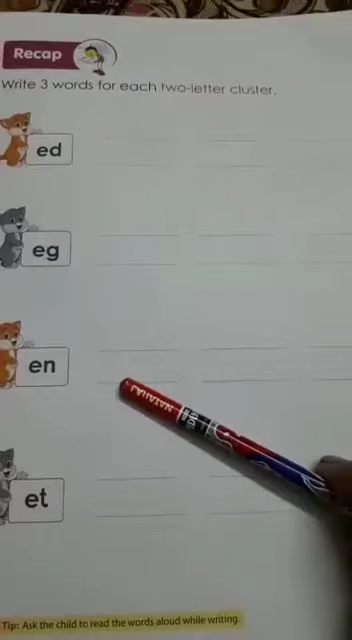 Recap
Write 3 words for each two-letter cluster.
ed
eg
en
NATARAJ
et
Tip: Ask the child to read the words aloud while writing.